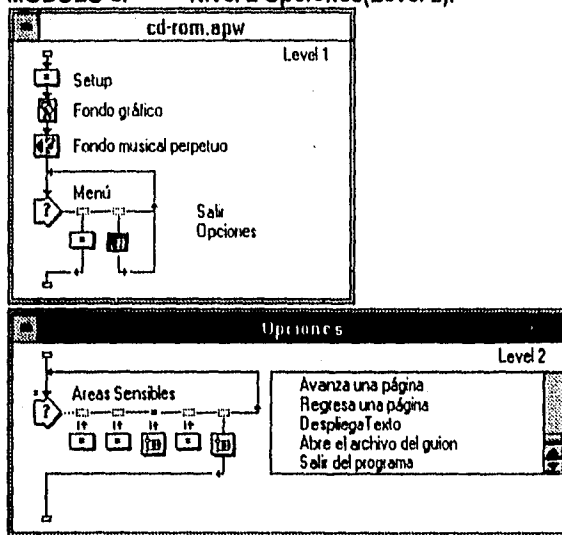 cd-rom.apw
Level 1
Setup
Fondo gráfico
Fondo musical perpetuo
Menú
Salir
Opciones
Opciones
Level 2
Areas Sensibles
Avanza una página
Regresa una página
DespliegaTexto
Abre el archivo del guion
Salir del programa